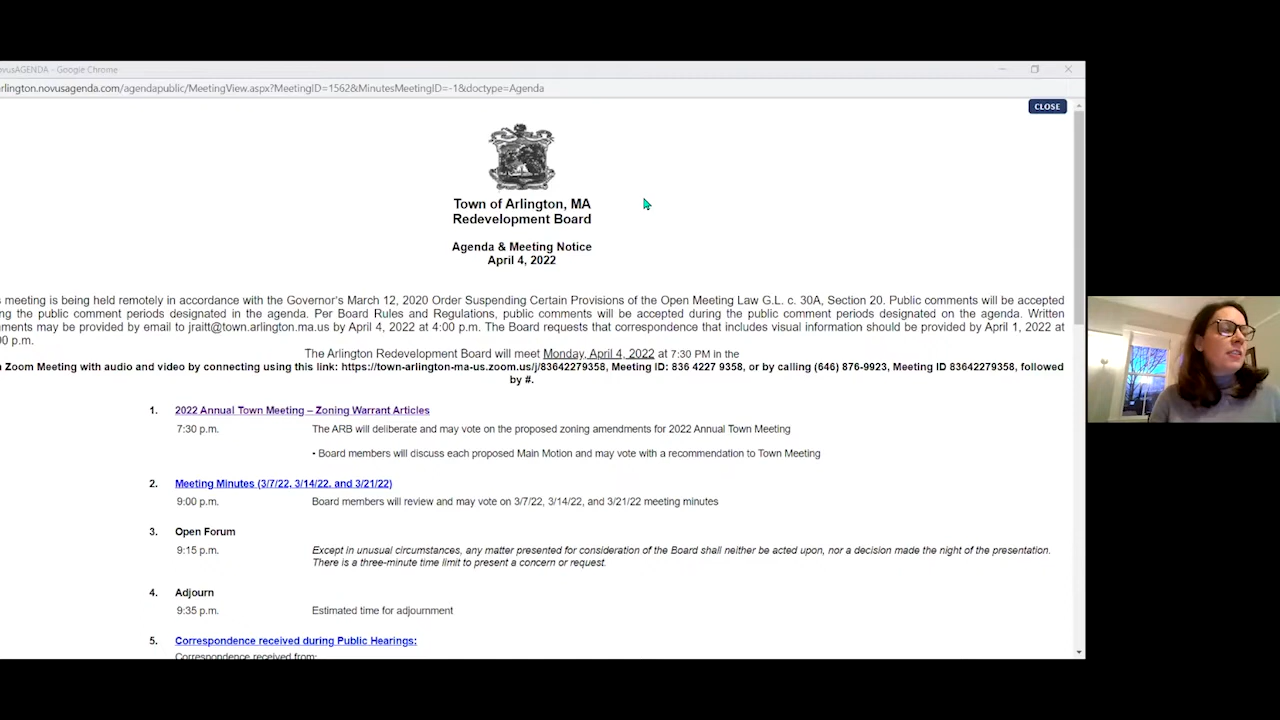 ovusAGENDA - Google Chrome
rlington.novusagenda.com/agendapublic/MeetingView.aspx?MeetingID=1562&MinutesMeetingID=-1&doctype=Agenda
CLOSE
Town of Arlington, MA
Redevelopment Board
Agenda & Meeting Notice
April 4, 2022
s meeting is being held remotely in accordance with the Governor's March 12, 2020 Order Suspending Certain Provisions of the Open Meeting Law G.L. c. 30A, Section 20. Public comments will be accepted
ng the public comment periods designated in the agenda. Per Board Rules and Regulations, public comments will be accepted during the public comment periods designated on the agenda. Written
ments may be provided by email to jraitt@town.arlington.ma.us by April 4, 2022 at 4:00 p.m. The Board requests that correspondence that includes visual information should be provided by April 1, 2022 at
0 p.m.
The Arlington Redevelopment Board will meet Monday, April 4, 2022 at 7:30 PM in the
Zoom Meeting with audio and video by connecting using this link: https://town-arlington-ma-us.zoom.us/j/83642279358, Meeting ID: 836 4227 9358, or by calling (646) 876-9923, Meeting ID 83642279358, followed
by #.
1. 2022 Annual Town Meeting – Zoning Warrant Articles
7:30 p.m. The ARB will deliberate and may vote on the proposed zoning amendments for 2022 Annual Town Meeting
• Board members will discuss each proposed Main Motion and may vote with a recommendation to Town Meeting
2. Meeting Minutes (3/7/22, 3/14/22, and 3/21/22)
9:00 p.m. Board members will review and may vote on 3/7/22, 3/14/22, and 3/21/22 meeting minutes
3. Open Forum
9:15 p.m. Except in unusual circumstances, any matter presented for consideration of the Board shall neither be acted upon, nor a decision made the night of the presentation.
There is a three-minute time limit to present a concern or request.
4. Adjourn
9:35 p.m. Estimated time for adjournment
5. Correspondence received during Public Hearings:
Correspondence received from: